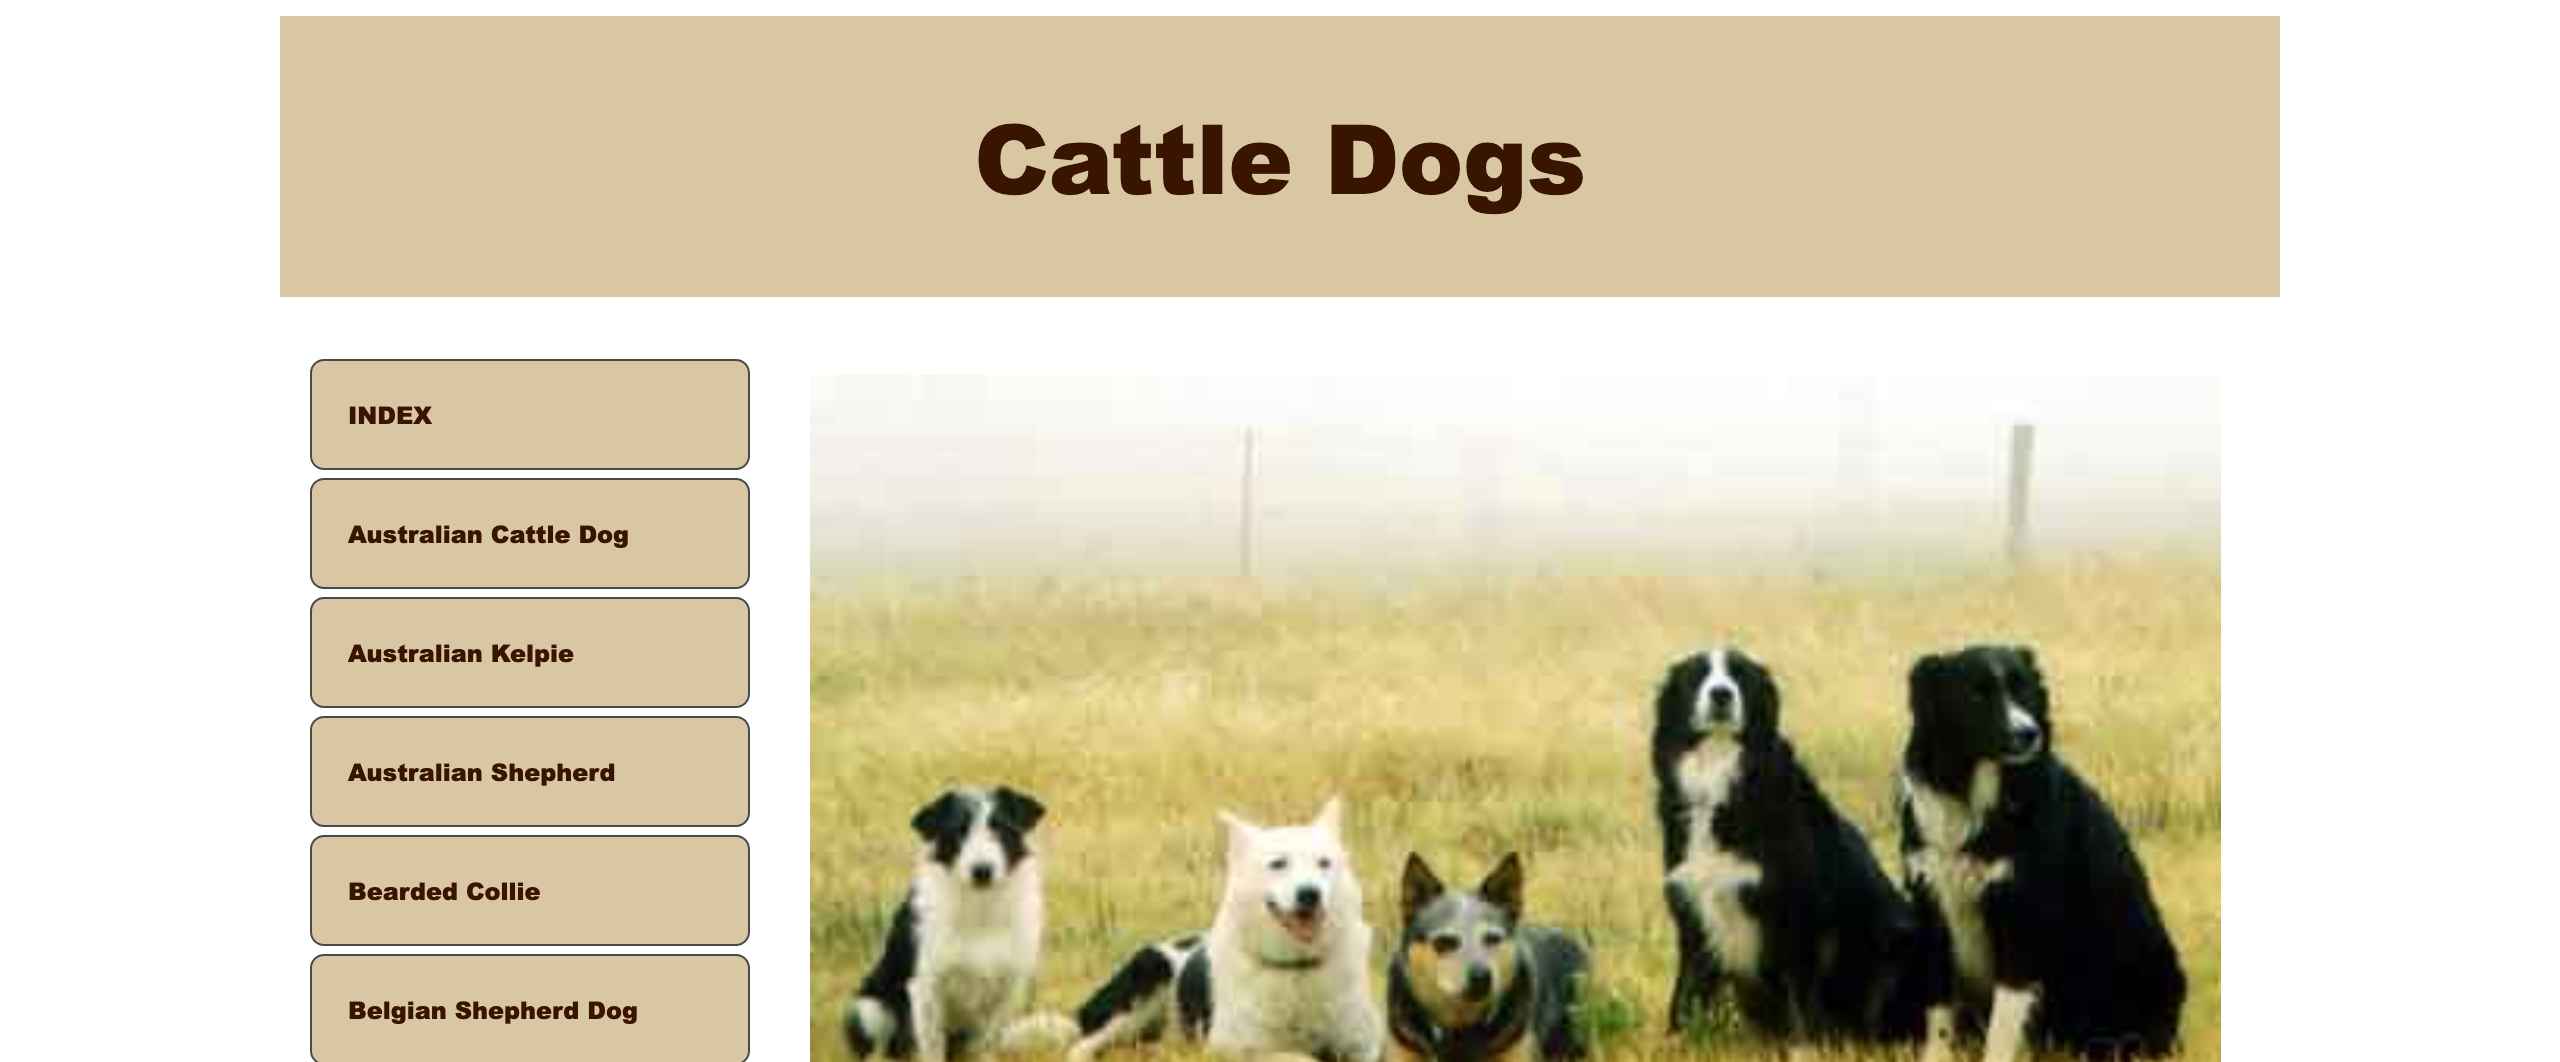 Cattle Dogs
INDEX
Australian Cattle Dog
Australian Kelpie
Australian Shepherd
Bearded Collie
Belgian Shepherd Dog